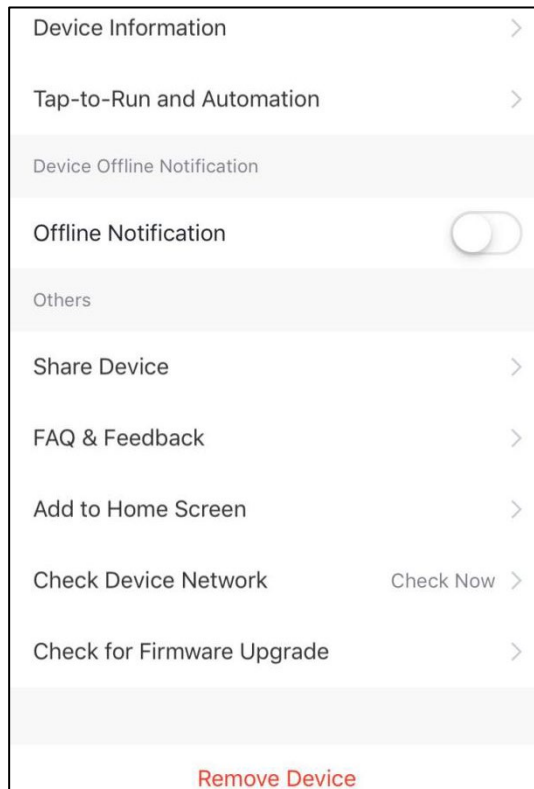 Device Information
Tap-to-Run and Automation
Device Offline Notification
Offline Notification
Others
Share Device
FAQ & Feedback
Add to Home Screen
Check Device Network Check Now
Check for Firmware Upgrade
Remove Device